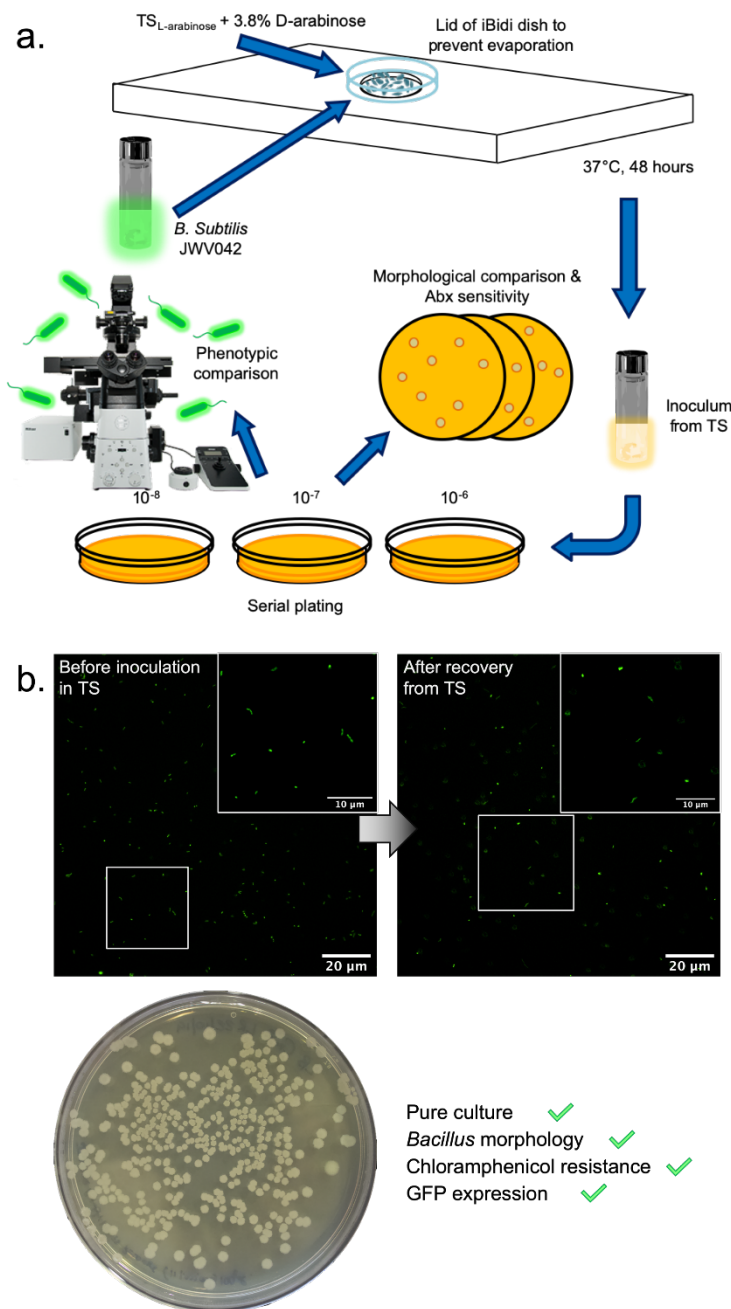 a.
TSL-arabinose + 3.8% D-arabinose
Lid of iBidi dish to
prevent evaporation
37°C, 48 hours
B. Subtilis
JWV042
Morphological comparison &
Abx sensitivity
Phenotypic
comparison
Inoculum
from TS
10-8
10-7
10-6
Serial plating
b.
Before inoculation
in TS
10 µm
20 µm
After recovery
from TS
10 µm
20 µm
Pure culture
Bacillus morphology
Chloramphenicol resistance
GFP expression